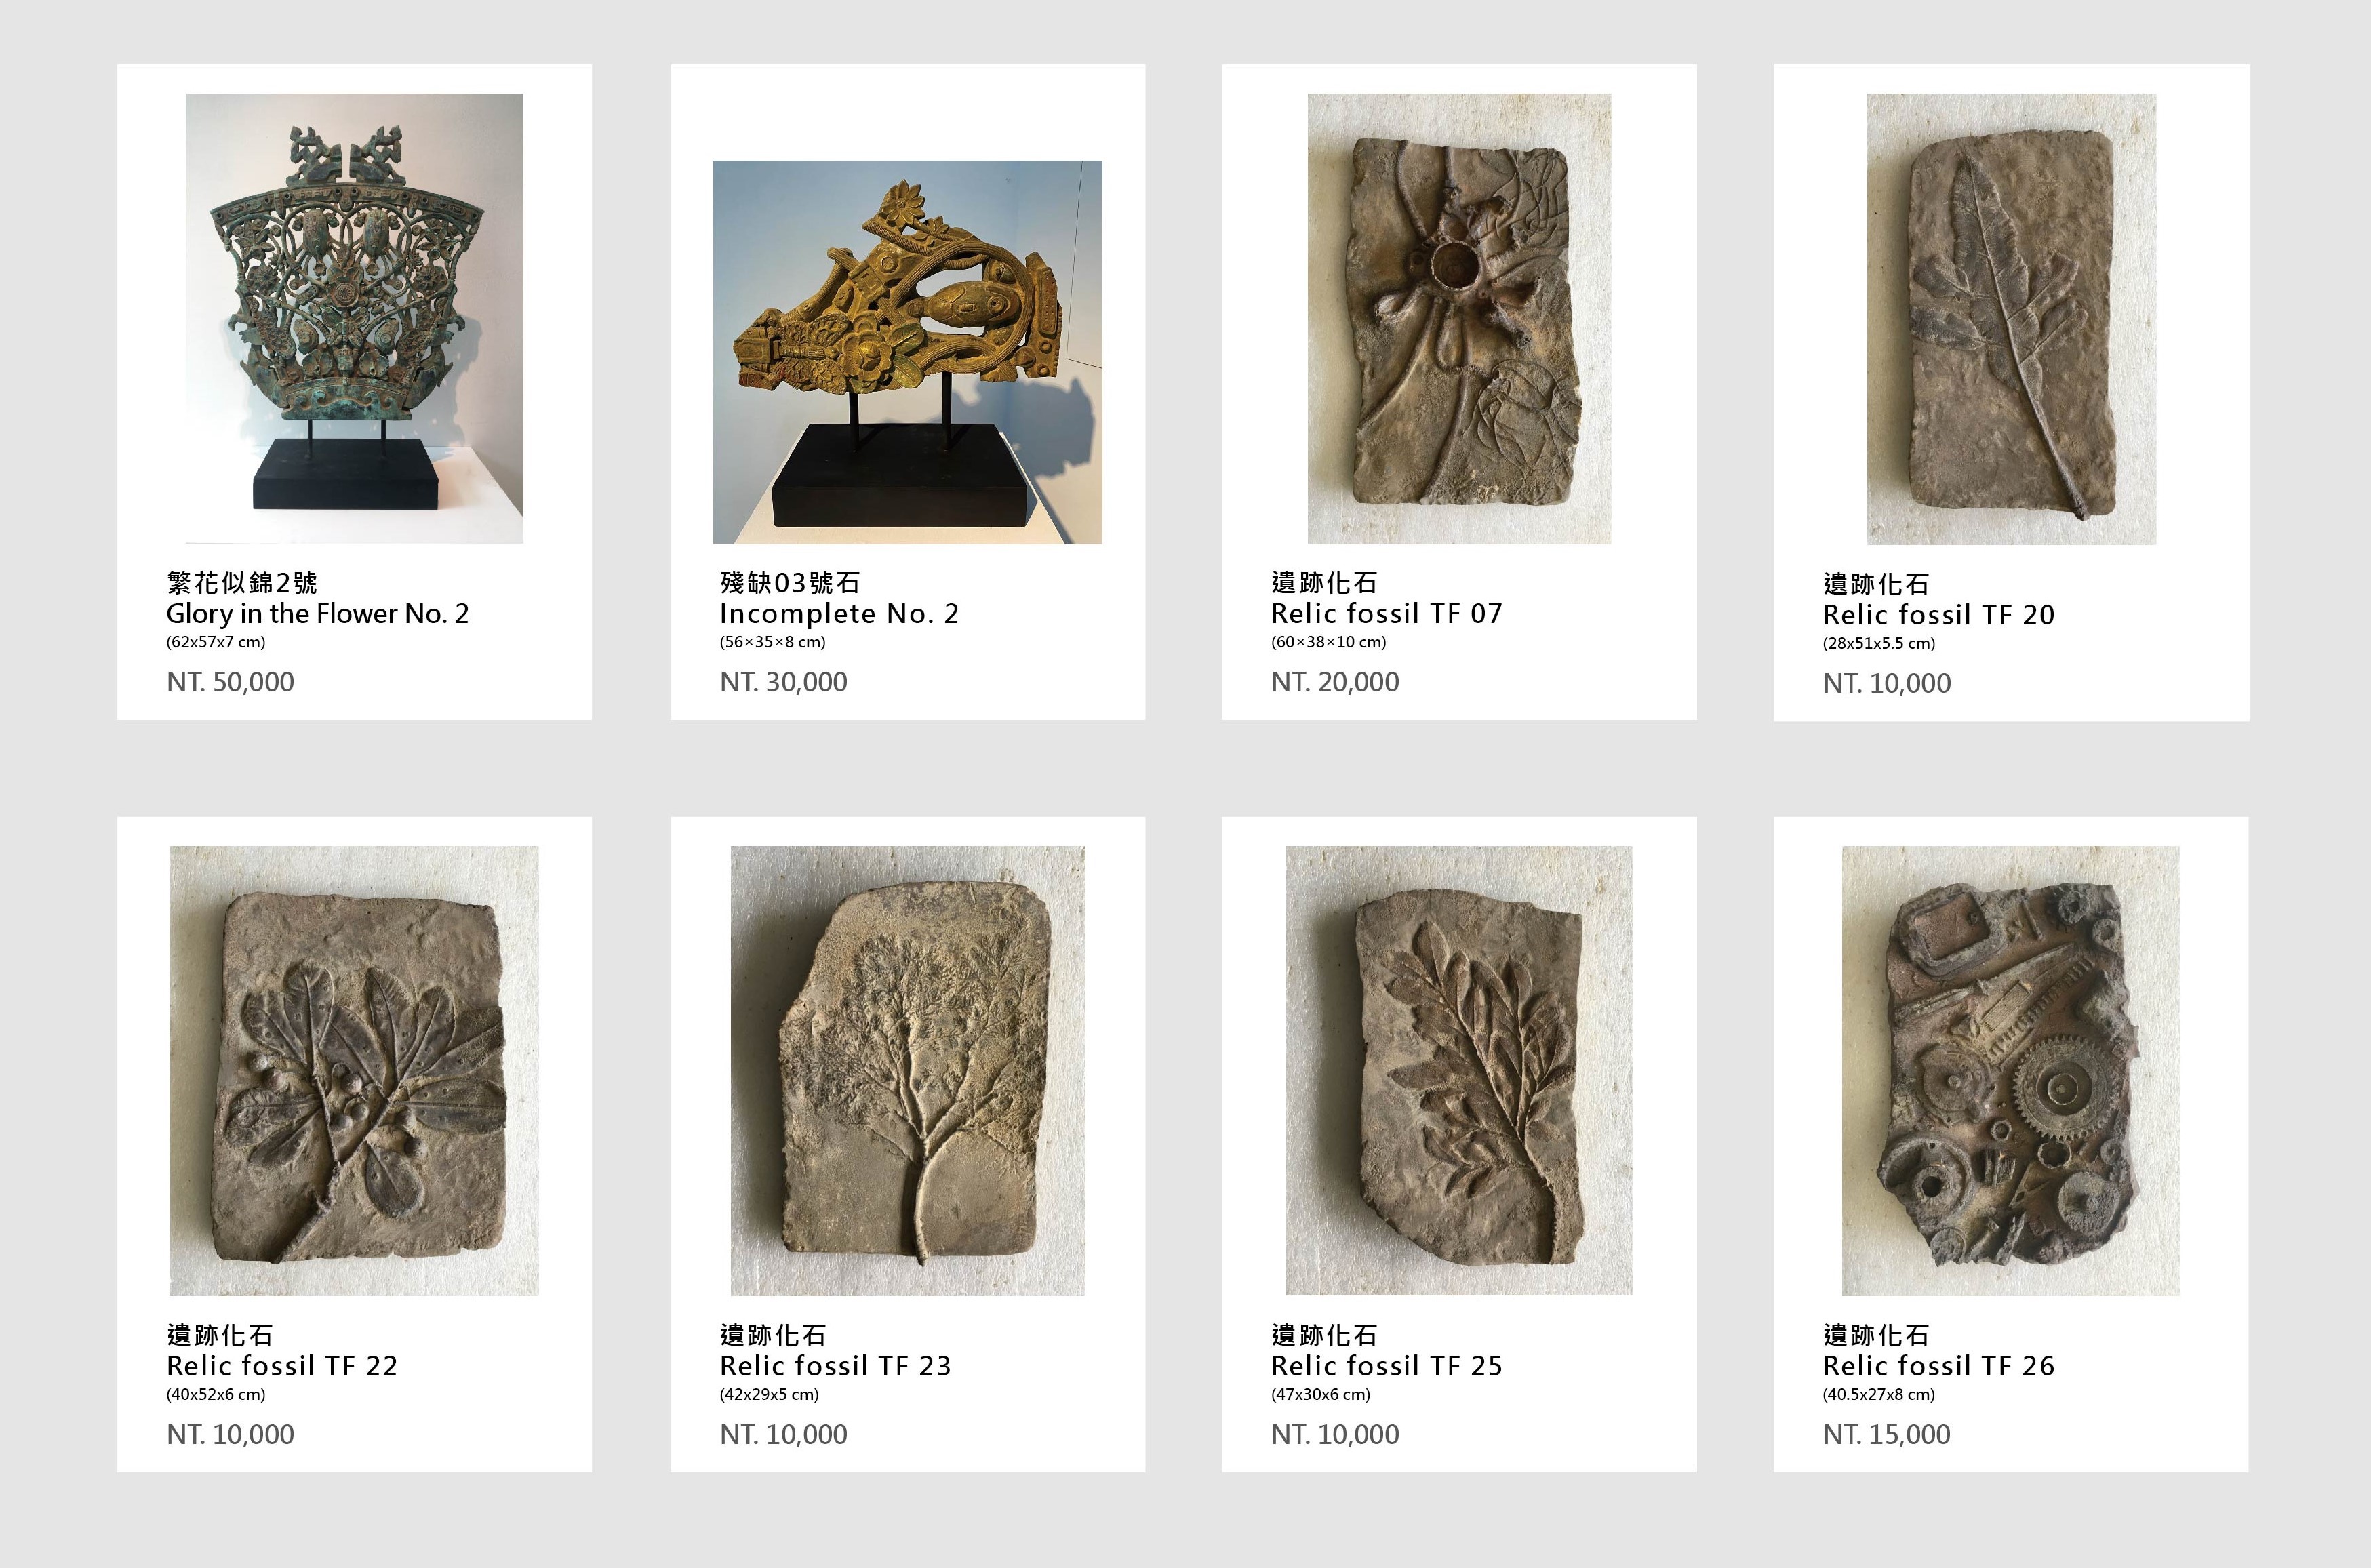 繁花似錦2號
Glory in the Flower No. 2
(62x57x7 cm)
NT. 50,000
殘缺03號石
Incomplete No. 2
(56×35×8 cm)
NT. 30,000
遺跡化石
Relic fossil TF 07
(60×38×10 cm)
NT. 20,000
遺跡化石
Relic fossil TF 20
(28x51x5.5 cm)
NT. 10,000
遺跡化石
Relic fossil TF 22
(40x52x6 cm)
NT. 10,000
遺跡化石
Relic fossil TF 23
(42x29x5 cm)
NT. 10,000
遺跡化石
Relic fossil TF 25
(47x30x6 cm)
NT. 10,000
遺跡化石
Relic fossil TF 26
(40.5x27x8 cm)
NT. 15,000